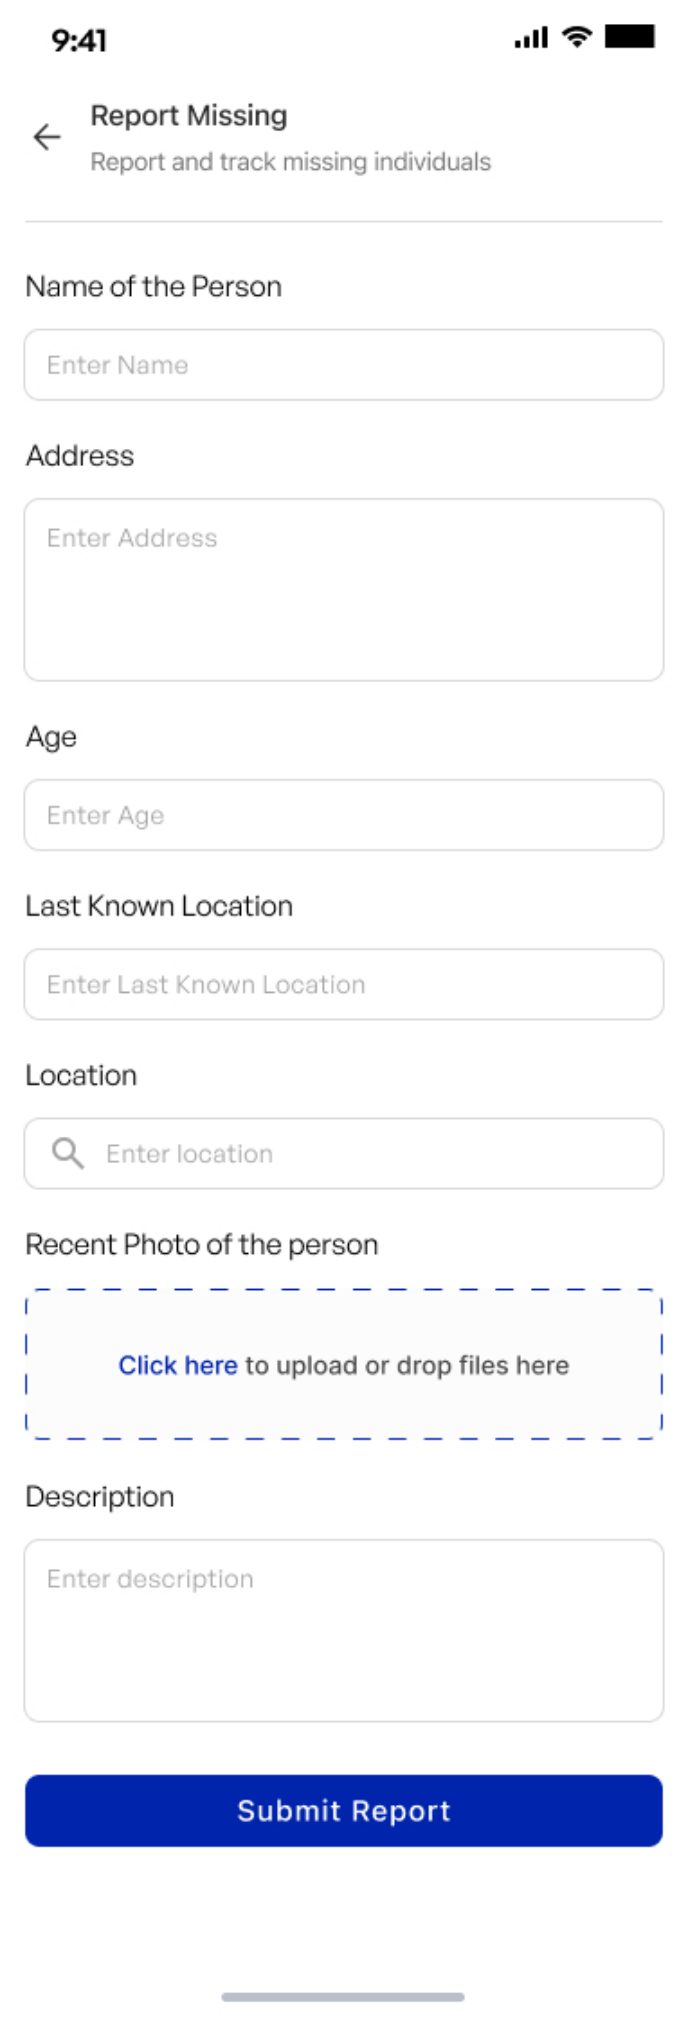 9:41
Report Missing
Report and track missing individuals
Name of the Person
Enter Name
Address
Enter Address
Age
Enter Age
Last Known Location
Enter Last Known Location
Location
Enter location
Recent Photo of the person
Click here to upload or drop files here
Description
Enter description
Submit Report